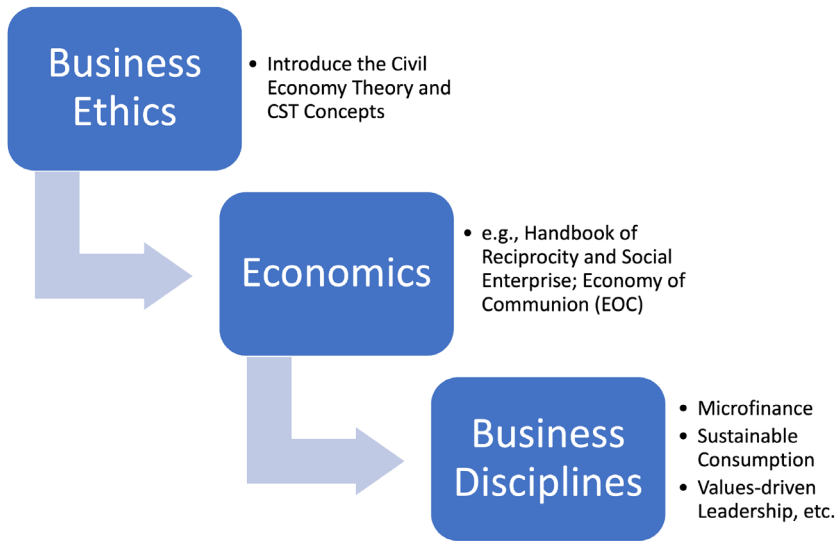 Business
Ethics
• Introduce the Civil
Economy Theory and
CST Concepts
Economics
• e.g., Handbook of
Reciprocity and Social
Enterprise; Economy of
Communion (EOC)
Business
Disciplines
• Microfinance
• Sustainable
Consumption
• Values-driven
Leadership, etc.